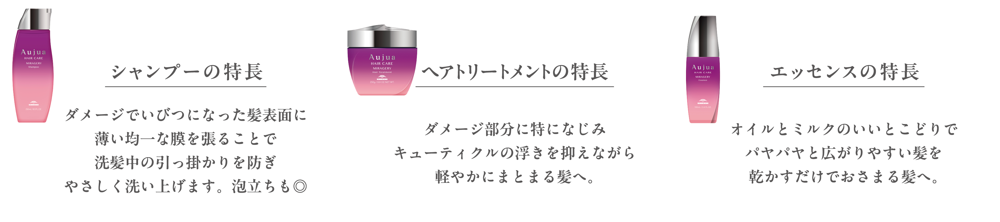 Aujua
HAIR CARE
MIRAGERY
Shampoo
シャンプーの特長
ダメージでいびつになった髪表面に
薄い均一な膜を張ることで
洗髪中の引っ掛かりを防ぎ
やさしく洗い上げます。泡立ちも◎
Aujua
HAIR CARE
MIRAGERY
Hair Treatment
250g / 8.8 OZ.NET WT.
ヘアトリートメントの特長
ダメージ部分に特になじみ
キューティクルの浮きを抑えながら
軽やかにまとまる髪へ。
Aujua
HAIR CARE
MIRAGERY
Essence
エッセンスの特長
オイルとミルクのいいとこどりで
パヤパヤと広がりやすい髪を
乾かすだけでおさまる髪へ。